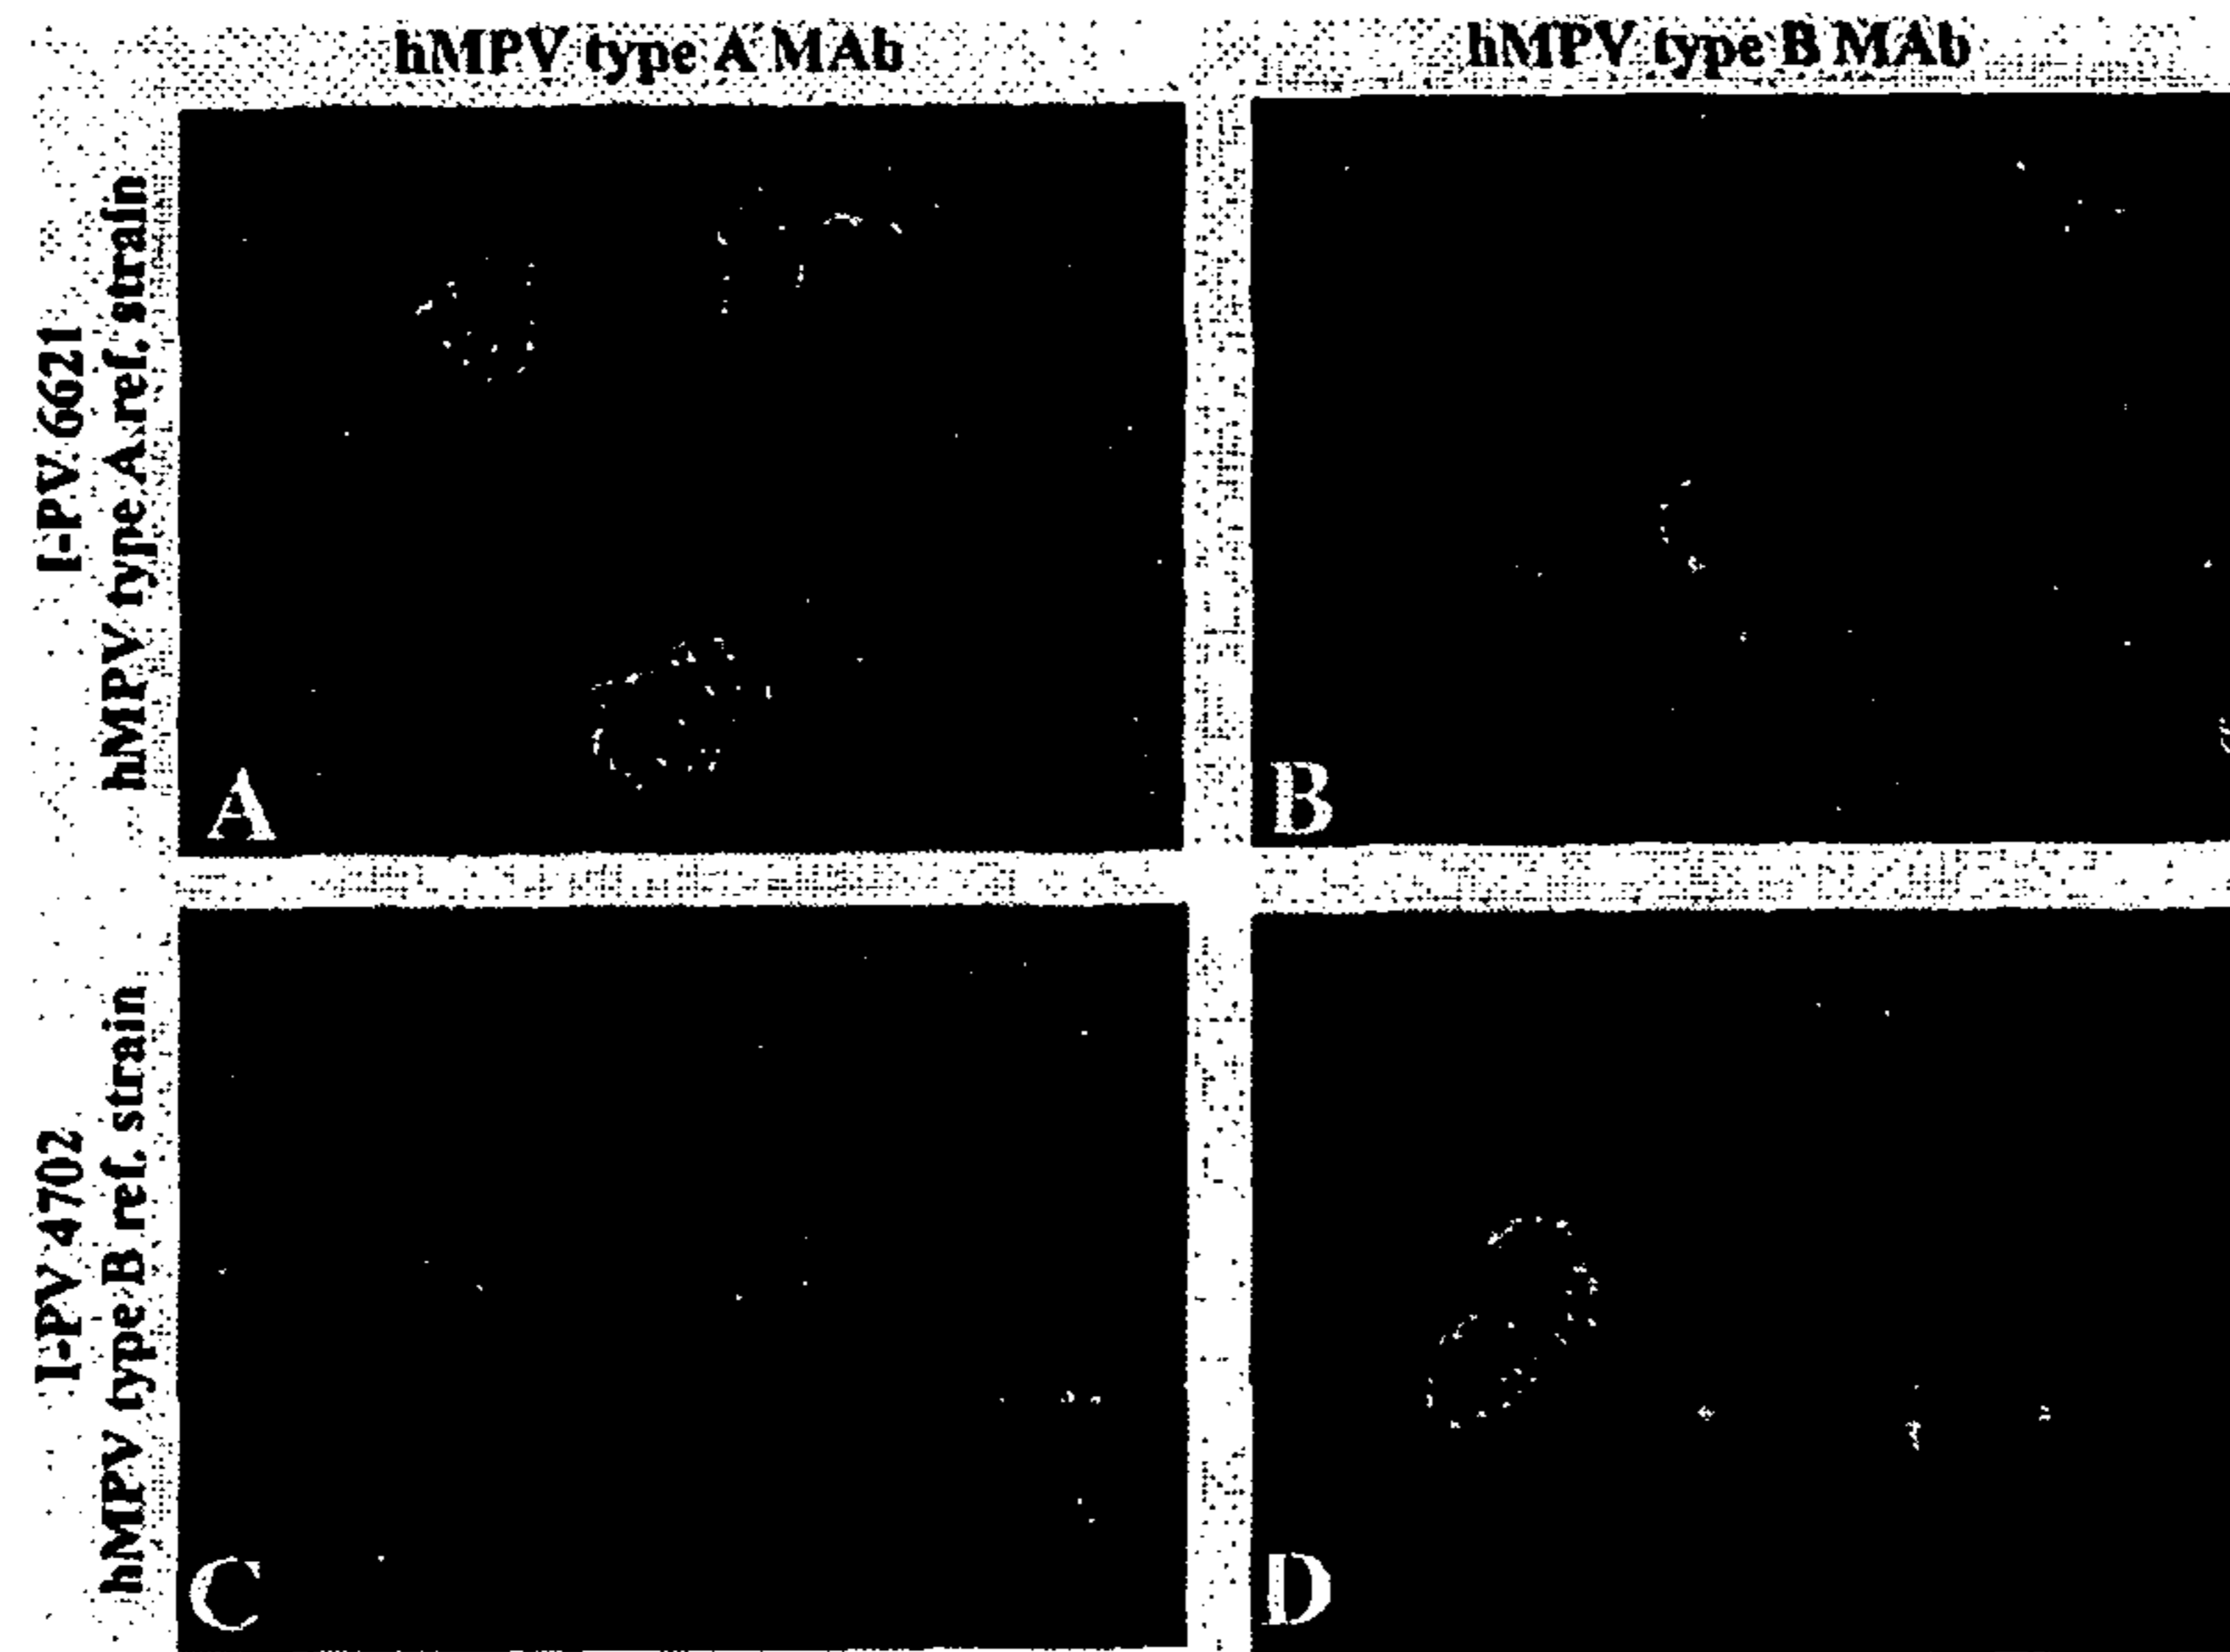 hMPV type A MAb
hMPV type B MAb
I-PV 6621
hMPV type A ref. strain
A
B
I-PV 4702
hMPV type B ref. strain
C
D